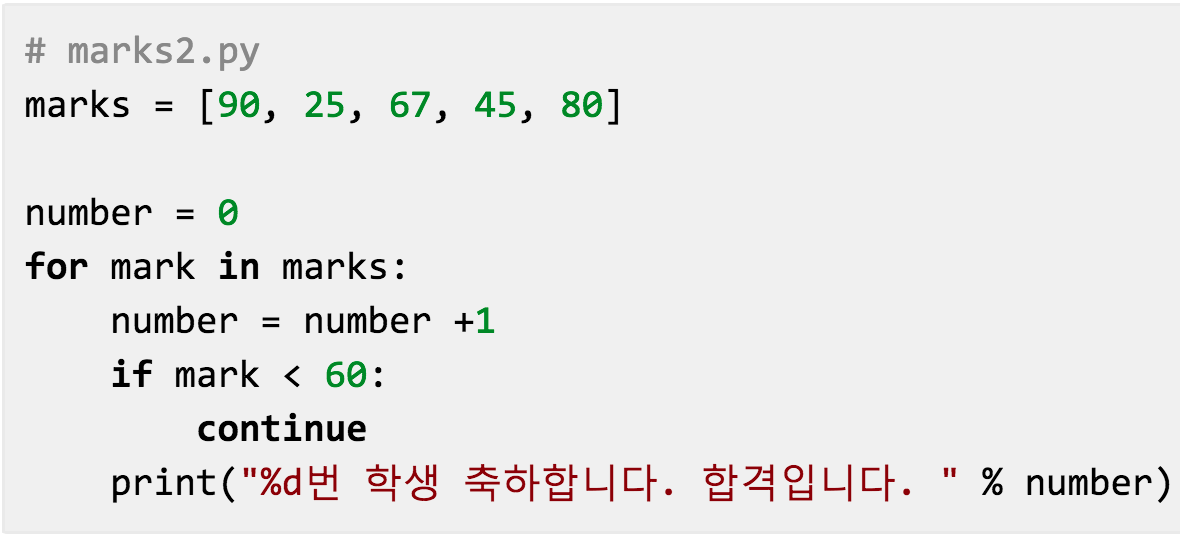 # marks2.py
marks = [90, 25, 67, 45, 80]
number = 0
for mark in marks:
    number = number +1
    if mark < 60:
        continue
    print("%d번 학생 축하합니다. 합격입니다. " % number)